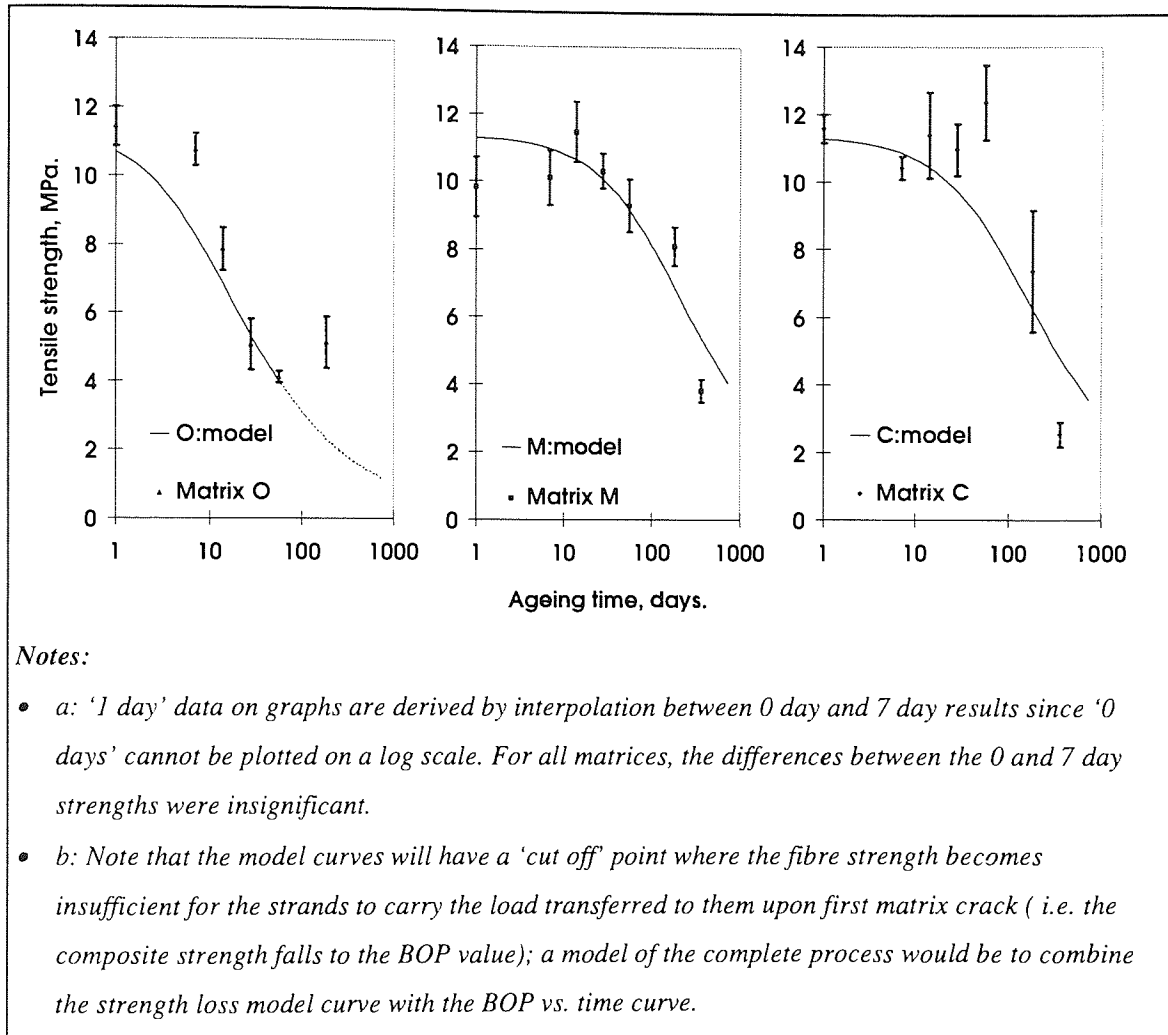 14
12
10
8
6
4
2
0
Tensile strength, MPa.
O:model
Matrix O
1 10 100 1000
14
12
10
8
6
4
2
0
M:model
Matrix M
1 10 100 1000
14
12
10
8
6
4
2
0
C:model
Matrix C
1 10 100 1000
Ageing time, days.
Notes:
• a: ‘1 day’ data on graphs are derived by interpolation between 0 day and 7 day results since ‘0
days’ cannot be plotted on a log scale. For all matrices, the differences between the 0 and 7 day
strengths were insignificant.
• b: Note that the model curves will have a ‘cut off’ point where the fibre strength becomes
insufficient for the strands to carry the load transferred to them upon first matrix crack ( i.e. the
composite strength falls to the BOP value); a model of the complete process would be to combine
the strength loss model curve with the BOP vs. time curve.